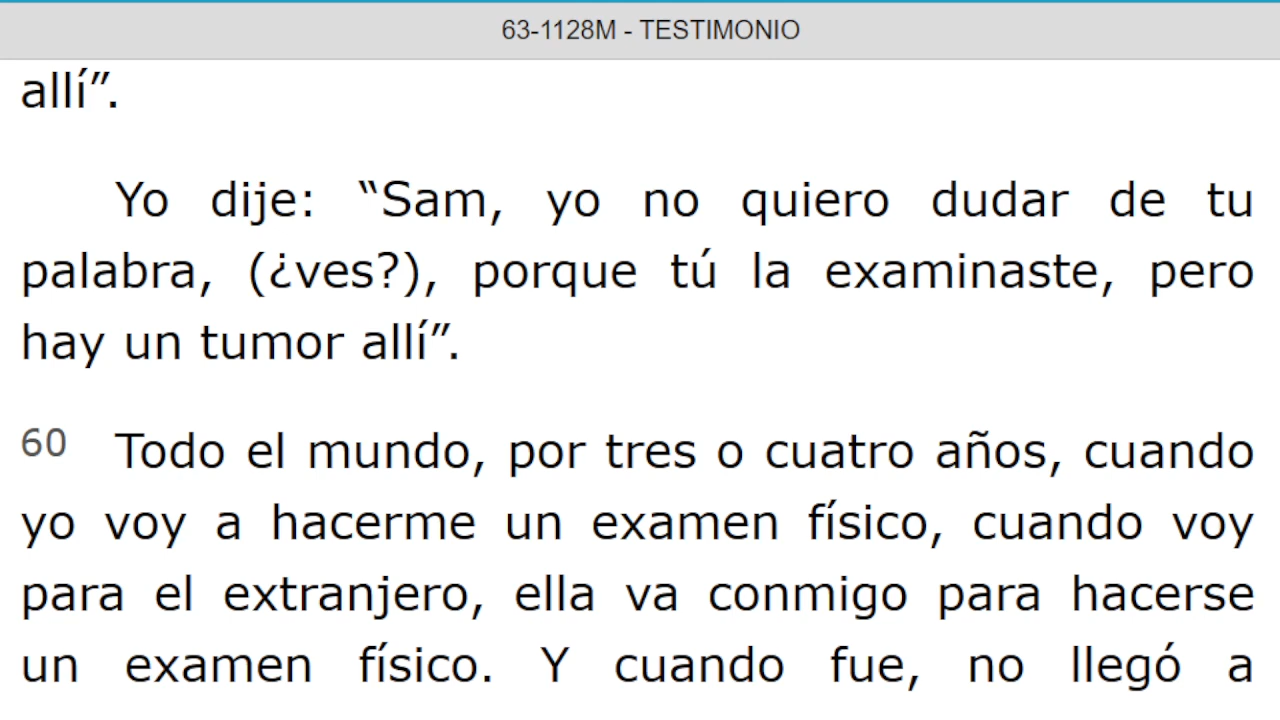 63-1128M - TESTIMONIO
allí”.
Yo dije: “Sam, yo no quiero dudar de tu
palabra, (¿ves?), porque tú la examinaste, pero
hay un tumor allí”.
60 Todo el mundo, por tres o cuatro años, cuando
yo voy a hacerme un examen físico, cuando voy
para el extranjero, ella va conmigo para hacerse
un examen físico. Y cuando fue, no llegó a